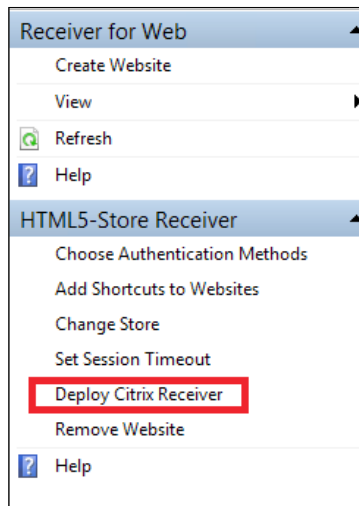 Receiver for Web
Create Website
View
Refresh
Help
HTML5-Store Receiver
Choose Authentication Methods
Add Shortcuts to Websites
Change Store
Set Session Timeout
Deploy Citrix Receiver
Remove Website
Help